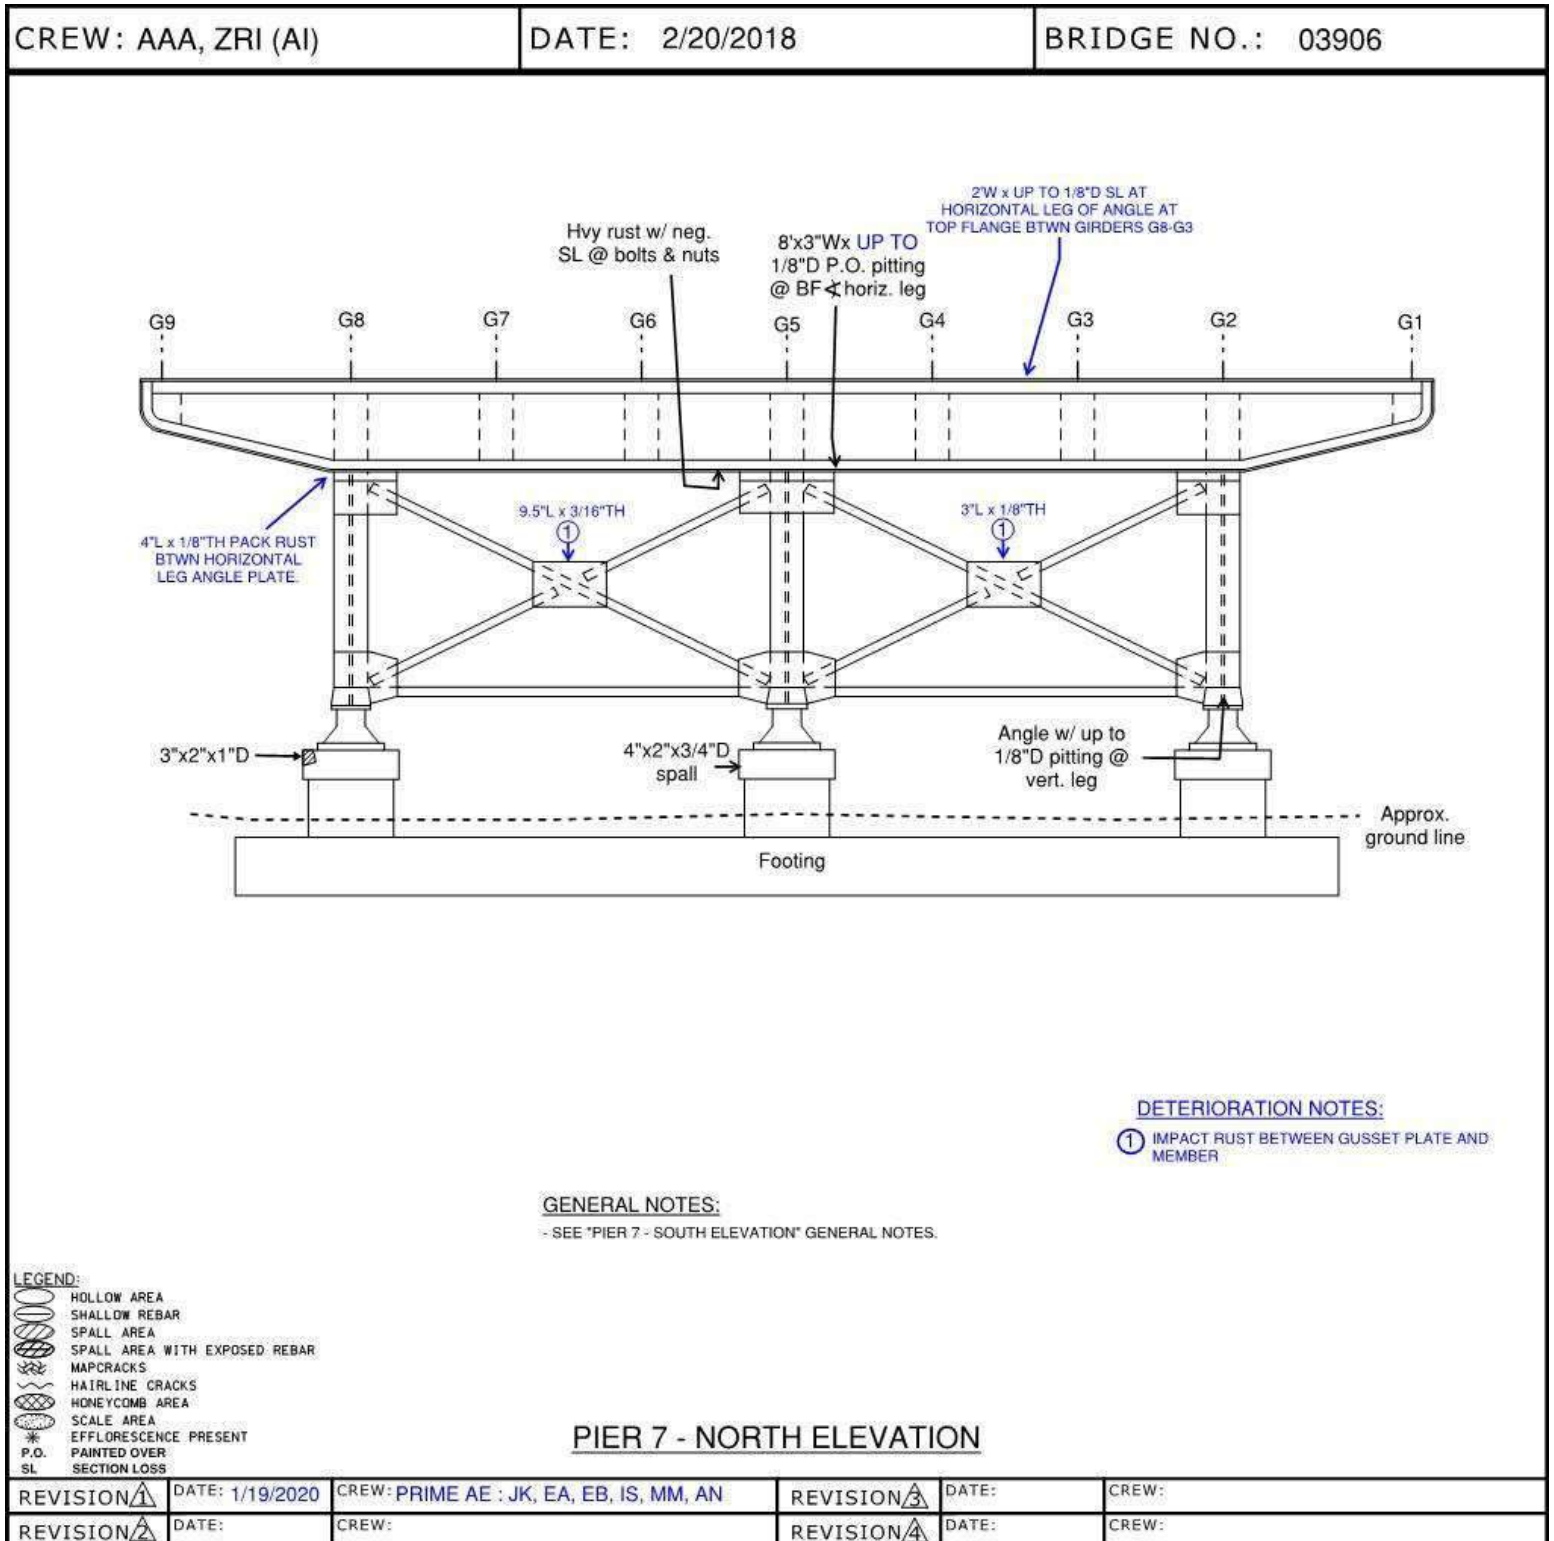 CREW: AAA, ZRI (AI)
DATE: 2/20/2018
BRIDGE NO.: 03906
2'W x UP TO 1/8"D SL AT
HORIZONTAL LEG OF ANGLE AT
TOP FLANGE BTWN GIRDERS G8-G3
Hvy rust w/ neg.
SL @ bolts & nuts
8'x3"Wx UP TO
1/8"D P.O. pitting
@ BF ∢ horiz. leg
G9
G8
G7
G6
G5
G4
G3
G2
G1
9.5"L x 3/16"TH
1
3"L x 1/8"TH
1
4"L x 1/8"TH PACK RUST
BTWN HORIZONTAL
LEG ANGLE PLATE.
3"x2"x1"D
4"x2"x3/4"D
spall
Angle w/ up to
1/8"D pitting @
vert. leg
Approx.
ground line
Footing
DETERIORATION NOTES:
1 IMPACT RUST BETWEEN GUSSET PLATE AND
MEMBER
GENERAL NOTES:
- SEE "PIER 7 - SOUTH ELEVATION" GENERAL NOTES.
LEGEND:
HOLLOW AREA
SHALLOW REBAR
SPALL AREA
SPALL AREA WITH EXPOSED REBAR
MAPCRACKS
HAIRLINE CRACKS
HONEYCOMB AREA
SCALE AREA
EFFLORESCENCE PRESENT
P.O. PAINTED OVER
SL SECTION LOSS
PIER 7 - NORTH ELEVATION
REVISION 1 DATE: 1/19/2020 CREW: PRIME AE : JK, EA, EB, IS, MM, AN
REVISION 3 DATE: CREW:
REVISION 2 DATE: CREW:
REVISION 4 DATE: CREW: